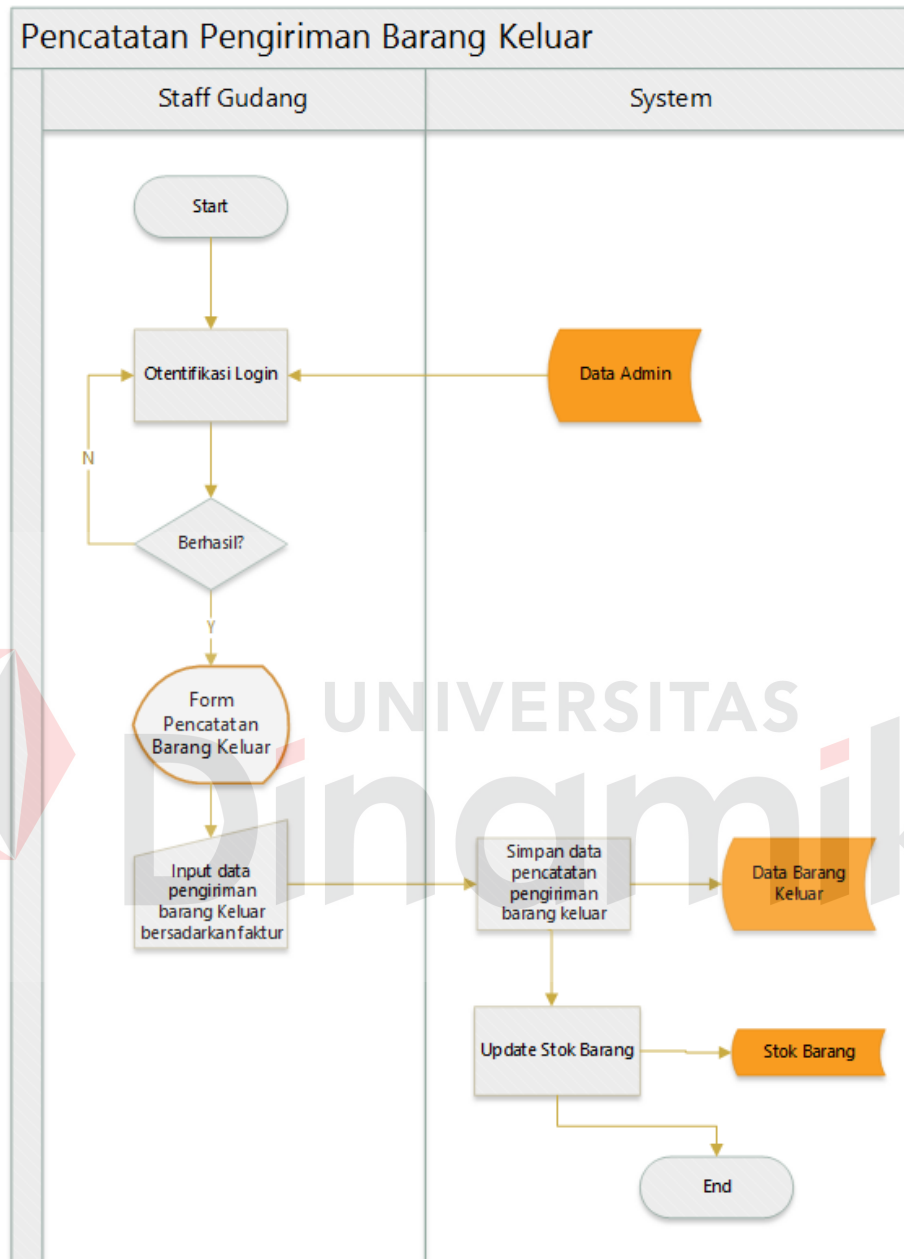 Pencatatan Pengiriman Barang Keluar
Staff Gudang
System
Start
Otentifikasi Login
Data Admin
N
Berhasil?
Y
Form
Pencatatan
Barang Keluar
UNIVERSITAS
Dinamik
Input data
pengiriman
barang Keluar
bersadarkan faktur
Simpan data
pencatatan
pengiriman
barang keluar
Data Barang
Keluar
Update Stok Barang
Stok Barang
End